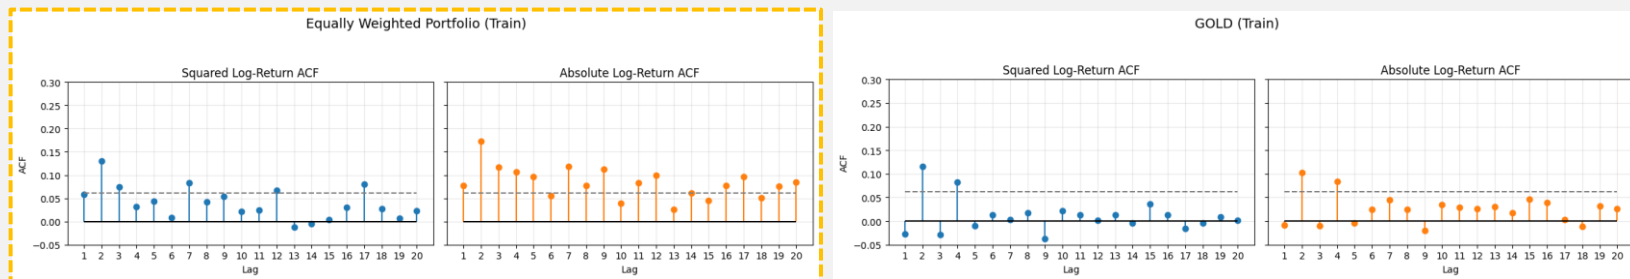 Equally Weighted Portfolio (Train)
Squared Log-Return ACF
ACF
0.30
0.25
0.20
0.15
0.10
0.05
0.00
−0.05
1 2 3 4 5 6 7 8 9 10 11 12 13 14 15 16 17 18 19 20
Lag
Absolute Log-Return ACF
1 2 3 4 5 6 7 8 9 10 11 12 13 14 15 16 17 18 19 20
Lag
GOLD (Train)
Squared Log-Return ACF
ACF
0.30
0.25
0.20
0.15
0.10
0.05
0.00
−0.05
1 2 3 4 5 6 7 8 9 10 11 12 13 14 15 16 17 18 19 20
Lag
Absolute Log-Return ACF
1 2 3 4 5 6 7 8 9 10 11 12 13 14 15 16 17 18 19 20
Lag